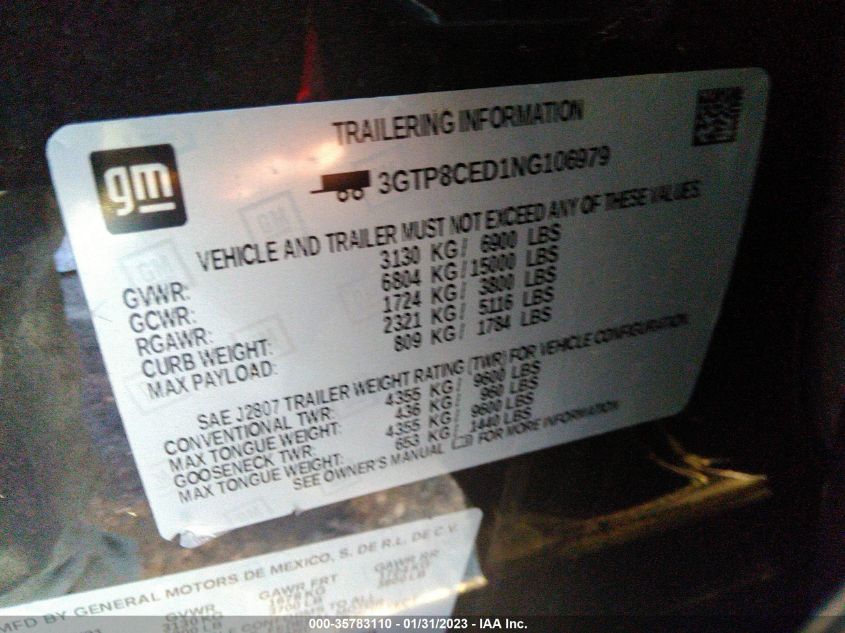 gm
TRAILERING INFORMATION
3GTP8CED1NG106979
VEHICLE AND TRAILER MUST NOT EXCEED ANY OF THESE VALUES.
GVWR: 3130 KG/ 6900 LBS
GCWR: 6804 KG/ 15000 LBS
RGAWR: 1724 KG/ 3800 LBS
CURB WEIGHT: 2321 KG/ 5116 LBS
MAX PAYLOAD: 809 KG/ 1784 LBS
SAE J2807 TRAILER WEIGHT RATING (TWR) FOR VEHICLE CONFIGURATION.
CONVENTIONAL TWR: 4355 KG/ 9600 LBS
MAX TONGUE WEIGHT: 436 KG/ 960 LBS
GOOSENECK TWR: 4355 KG/ 9600 LBS
MAX TONGUE WEIGHT: 653 KG/ 1440 LBS
SEE OWNER'S MANUAL FOR MORE INFORMATION
MFD BY GENERAL MOTORS DE MEXICO, S. DE R.L. DE C.V.
GVWR GAWR FRT GAWR RR
000-35783110 - 01/31/2023 - IAA Inc.